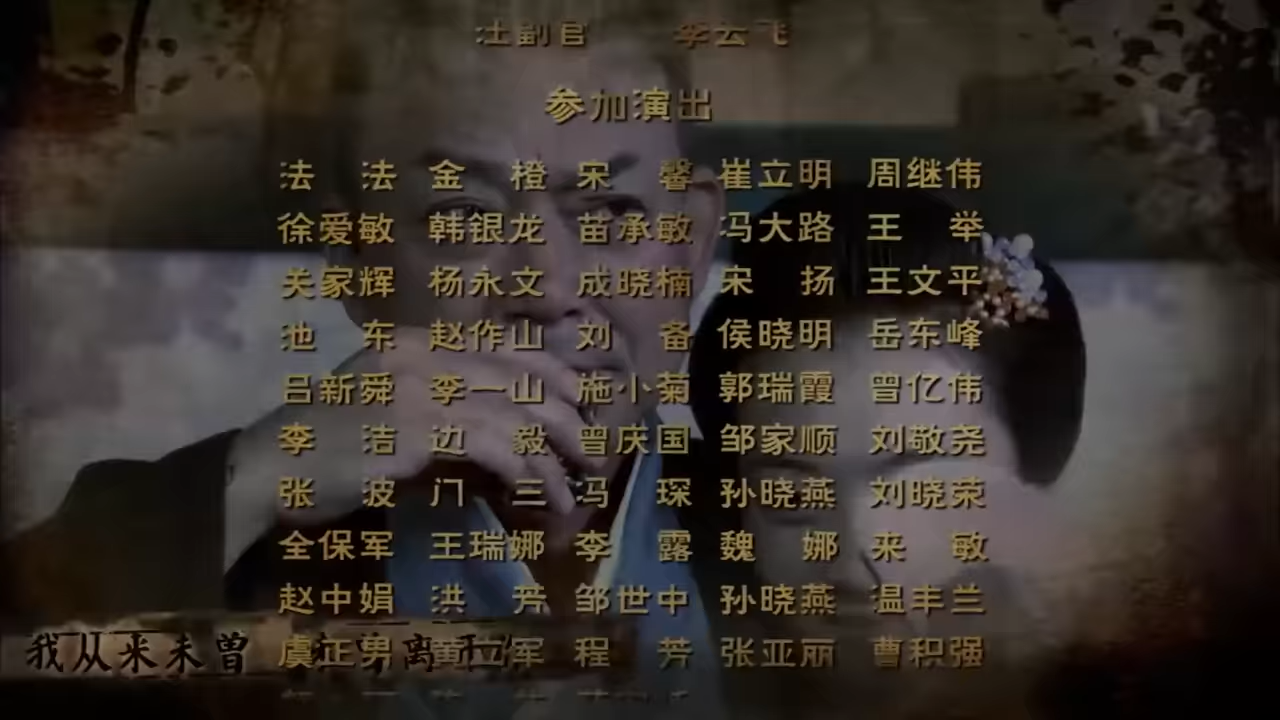 李云飞
参加演出
法 法 金 橙 宋 馨 崔立明 周继伟
徐爱敏 韩银龙 苗承敏 冯大路 王 举
关家辉 杨永文 成晓楠 宋 扬 王文平
池 东 赵作山 刘 备 侯晓明 岳东峰
吕新舜 李一山 施小菊 郭瑞霞 曾亿伟
李 洁 边 毅 曾庆国 邹家顺 刘敬尧
张 波 门 三 冯 琛 孙晓燕 刘晓荣
全保军 王瑞娜 李 露 魏 娜 来 敏
赵中娟 洪 芳 邹世中 孙晓燕 温丰兰
虞正男 程 芳 张亚丽 曹积强
我从来未曾 离